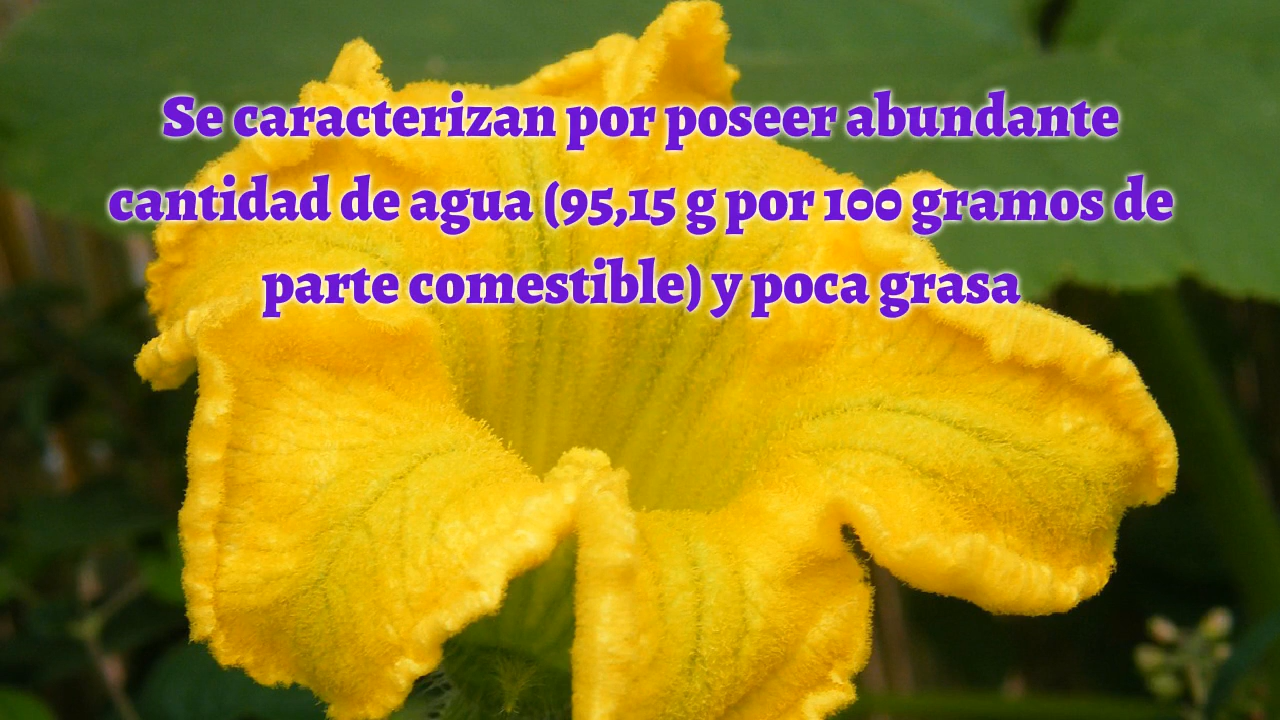 Se caracterizan por poseer abundante
cantidad de agua (95,15 g por 100 gramos de
parte comestible) y poca grasa